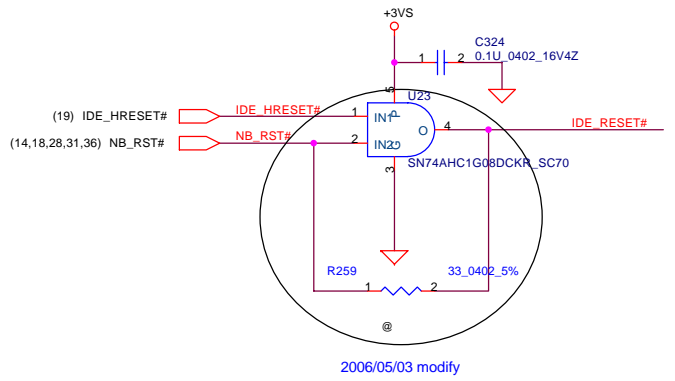 +3VS
C324
1 2 0.1U_0402_16V4Z
5 U23
(19) IDE_HRESET# IDE_HRESET# 1 IN1 P
O 4 IDE_RESET#
(14,18,28,31,36) NB_RST# NB_RST# 2 IN2 G
SN74AHC1G08DCKR_SC70
3
R259 33_0402_5%
1 2
@
2006/05/03 modify